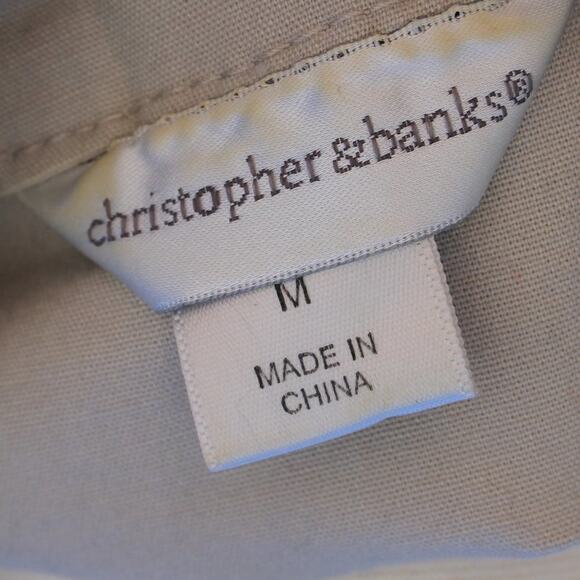 christopher & banks®
M
MADE IN
CHINA